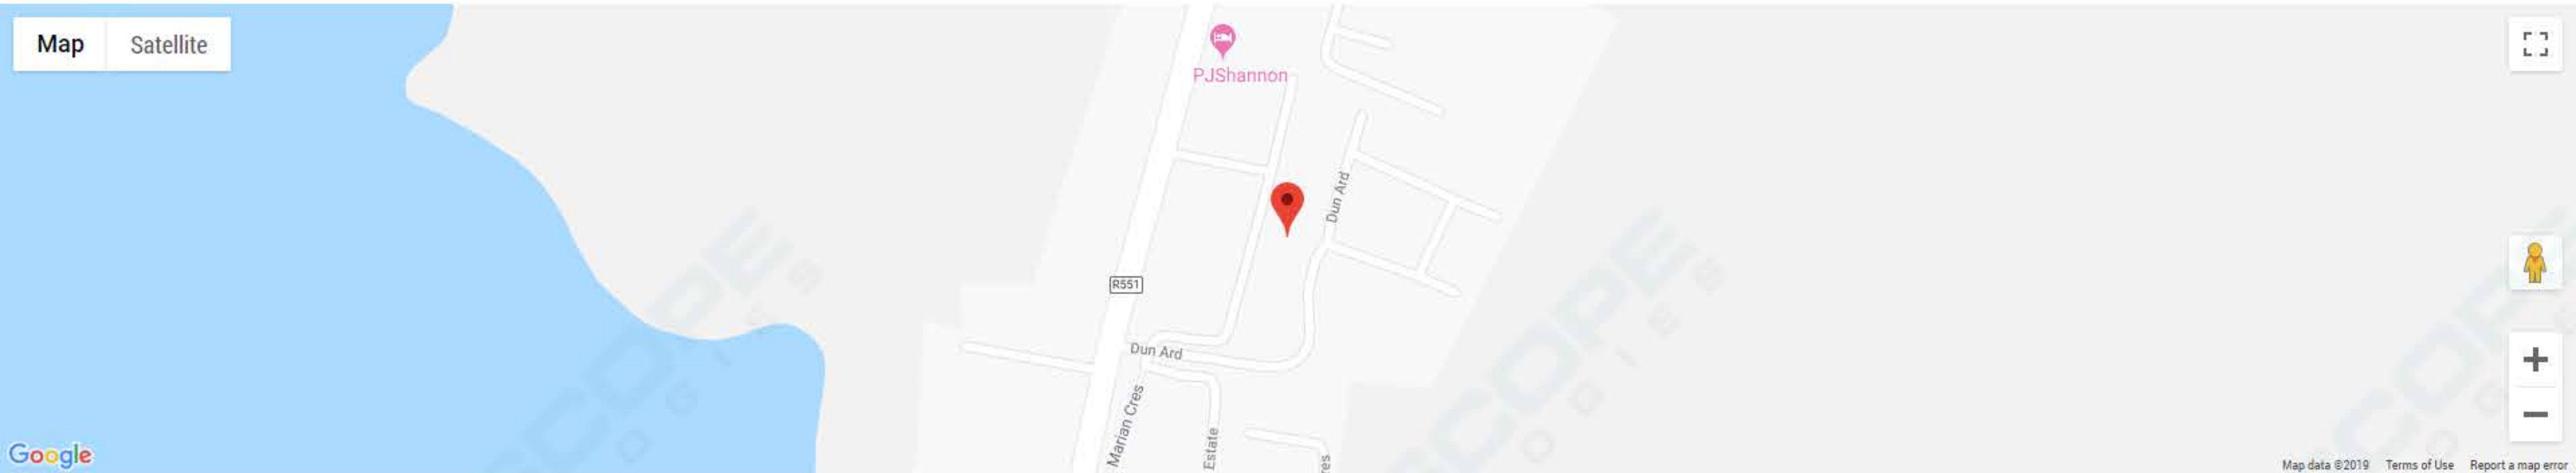 Map
Satellite
PJShannon
Dun Ard
R551
Dun Ard
Marian Cres
Estate
res
Google
Map data ©2019
Terms of Use
Report a map error